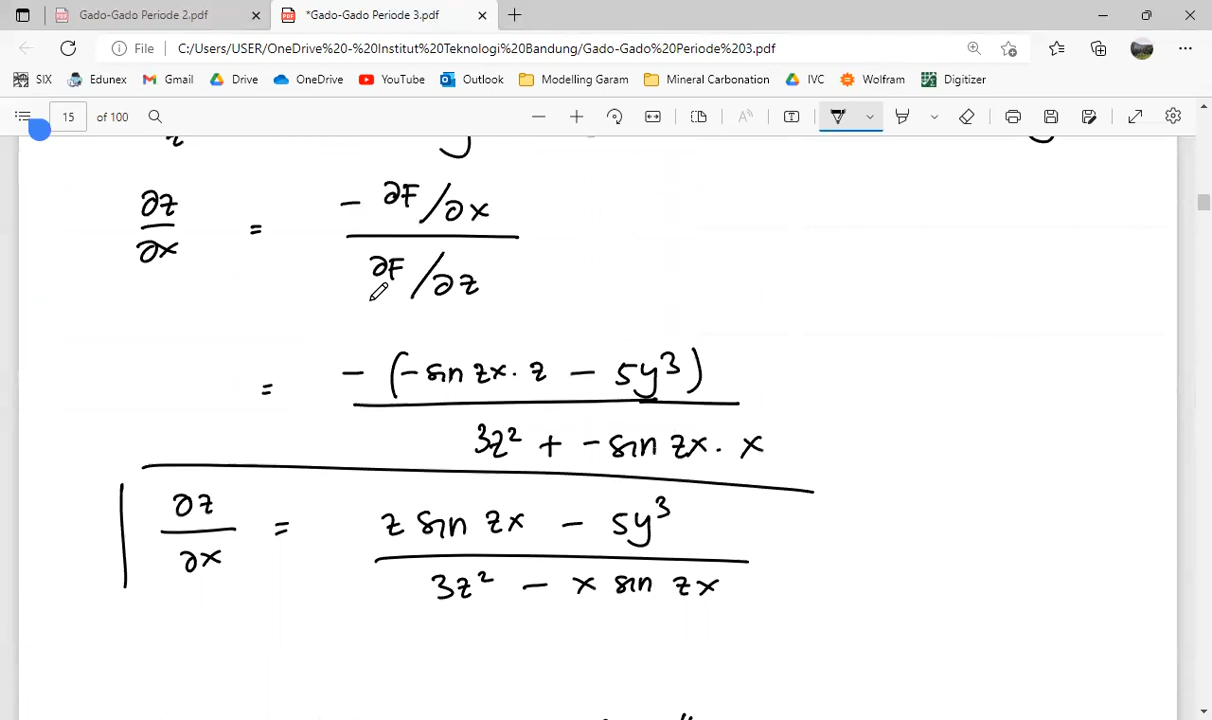 Gado-Gado Periode 2.pdf
*Gado-Gado Periode 3.pdf
File C:/Users/USER/OneDrive%20-%20Institut%20Teknologi%20Bandung/Gado-Gado%20Periode%203.pdf
SIX Edunex Gmail Drive OneDrive YouTube Outlook Modelling Garam Mineral Carbonation IVC Wolfram Digitizer
15 of 100
∂z/∂x = - ∂F/∂x / ∂F/∂z
= - (-sin zx · z - 5y³) / 3z² + - sin zx · x
∂z/∂x = z sin zx - 5y³ / 3z² - x sin zx